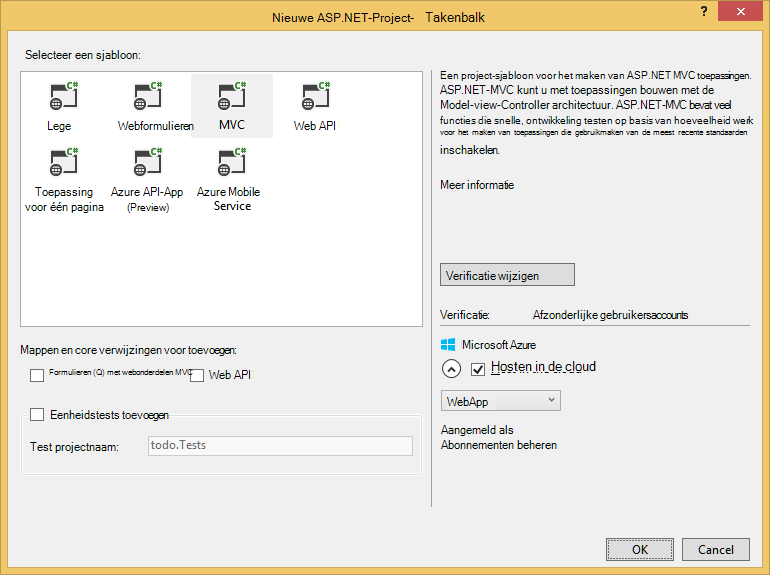 Nieuwe ASP.NET-Project- Takenbalk
?
Selecteer een sjabloon:
C# C# C# C#
Lege Webformulieren MVC Web API
C# C# C#
Toepassing voor één pagina
Azure API-App (Preview)
Azure Mobile Service
Mappen en core verwijzingen voor toevoegen:
Formulieren (Q) met webonderdelen MVC Web API
Eenheidstests toevoegen
Test projectnaam: todo.Tests
Een project-sjabloon voor het maken van ASP.NET MVC toepassingen.
ASP.NET-MVC kunt u met toepassingen bouwen met de
Model-view-Controller architectuur. ASP.NET-MVC bevat veel
functies die snelle, ontwikkeling testen op basis van hoeveelheid werk
voor het maken van toepassingen die gebruikmaken van de meest recente standaarden
inschakelen.
Meer informatie
Verificatie wijzigen
Verificatie: Afzonderlijke gebruikersaccounts
Microsoft Azure
Hosten in de cloud
WebApp
Aangemeld als
Abonnementen beheren
OK Cancel